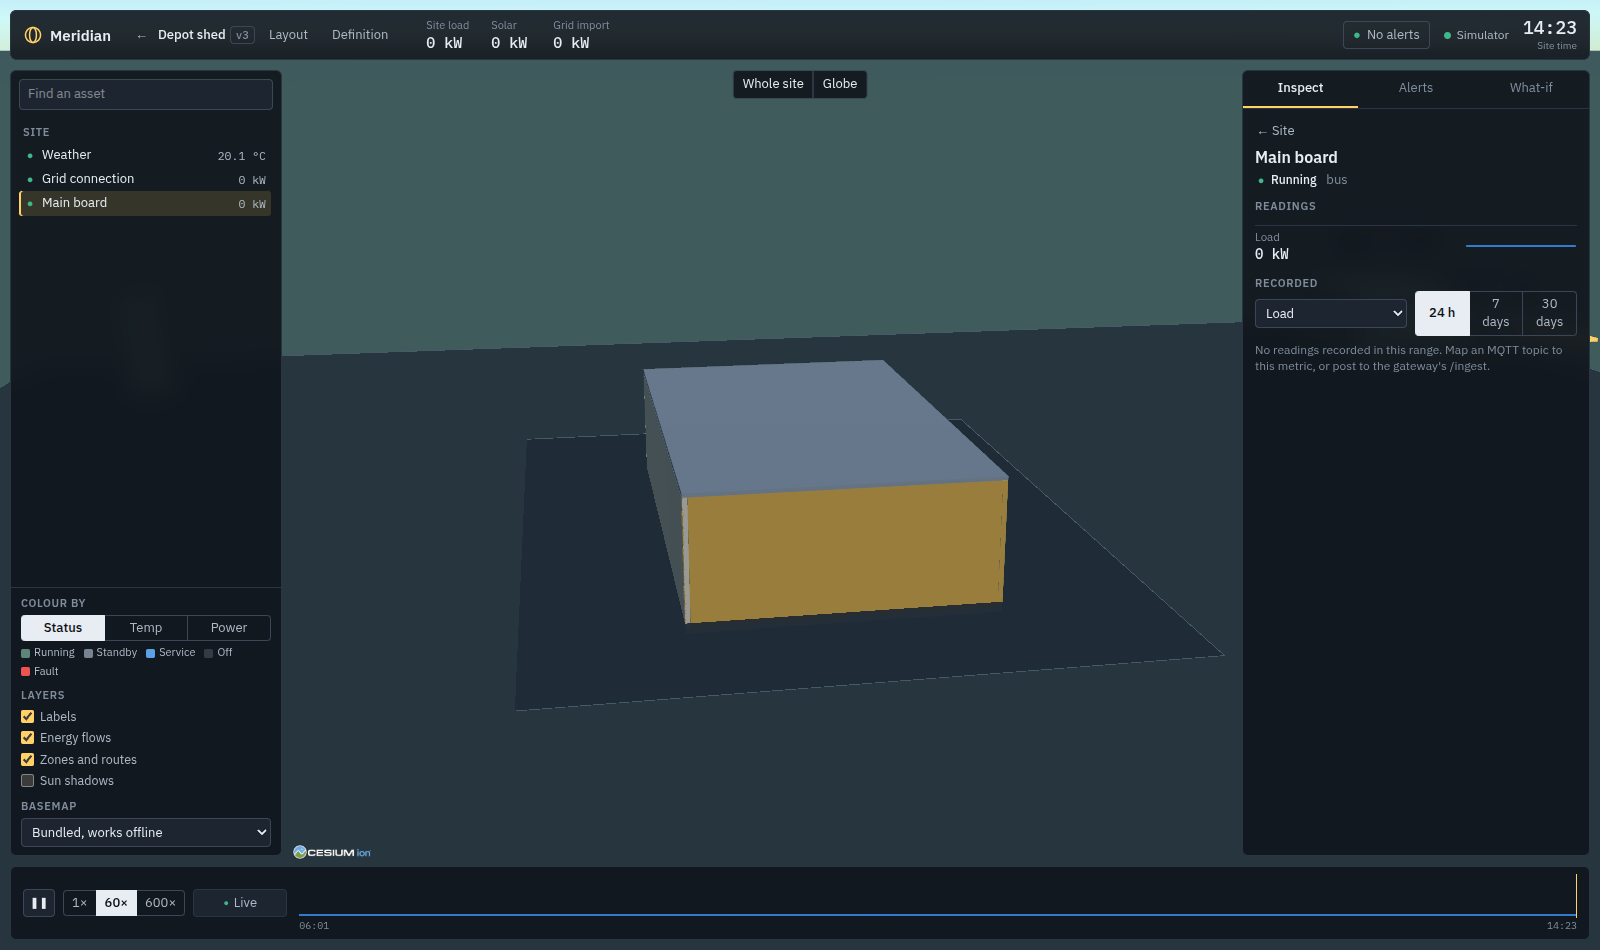 Meridian
← Depot shed v3 Layout Definition
Site load Solar Grid import
0 kW 0 kW 0 kW
No alerts Simulator 14:23
Site time
Find an asset
SITE
Weather 20.1 °C
Grid connection 0 kW
Main board 0 kW
COLOUR BY
Status Temp Power
Running Standby Service Off
Fault
LAYERS
Labels
Energy flows
Zones and routes
Sun shadows
BASEMAP
Bundled, works offline
Whole site Globe
CESIUM ion
Inspect Alerts What-if
← Site
Main board
Running bus
READINGS
Load
0 kW
RECORDED
Load 24 h 7 days 30 days
No readings recorded in this range. Map an MQTT topic to
this metric, or post to the gateway's /ingest.
1× 60× 600× Live
06:01 14:23